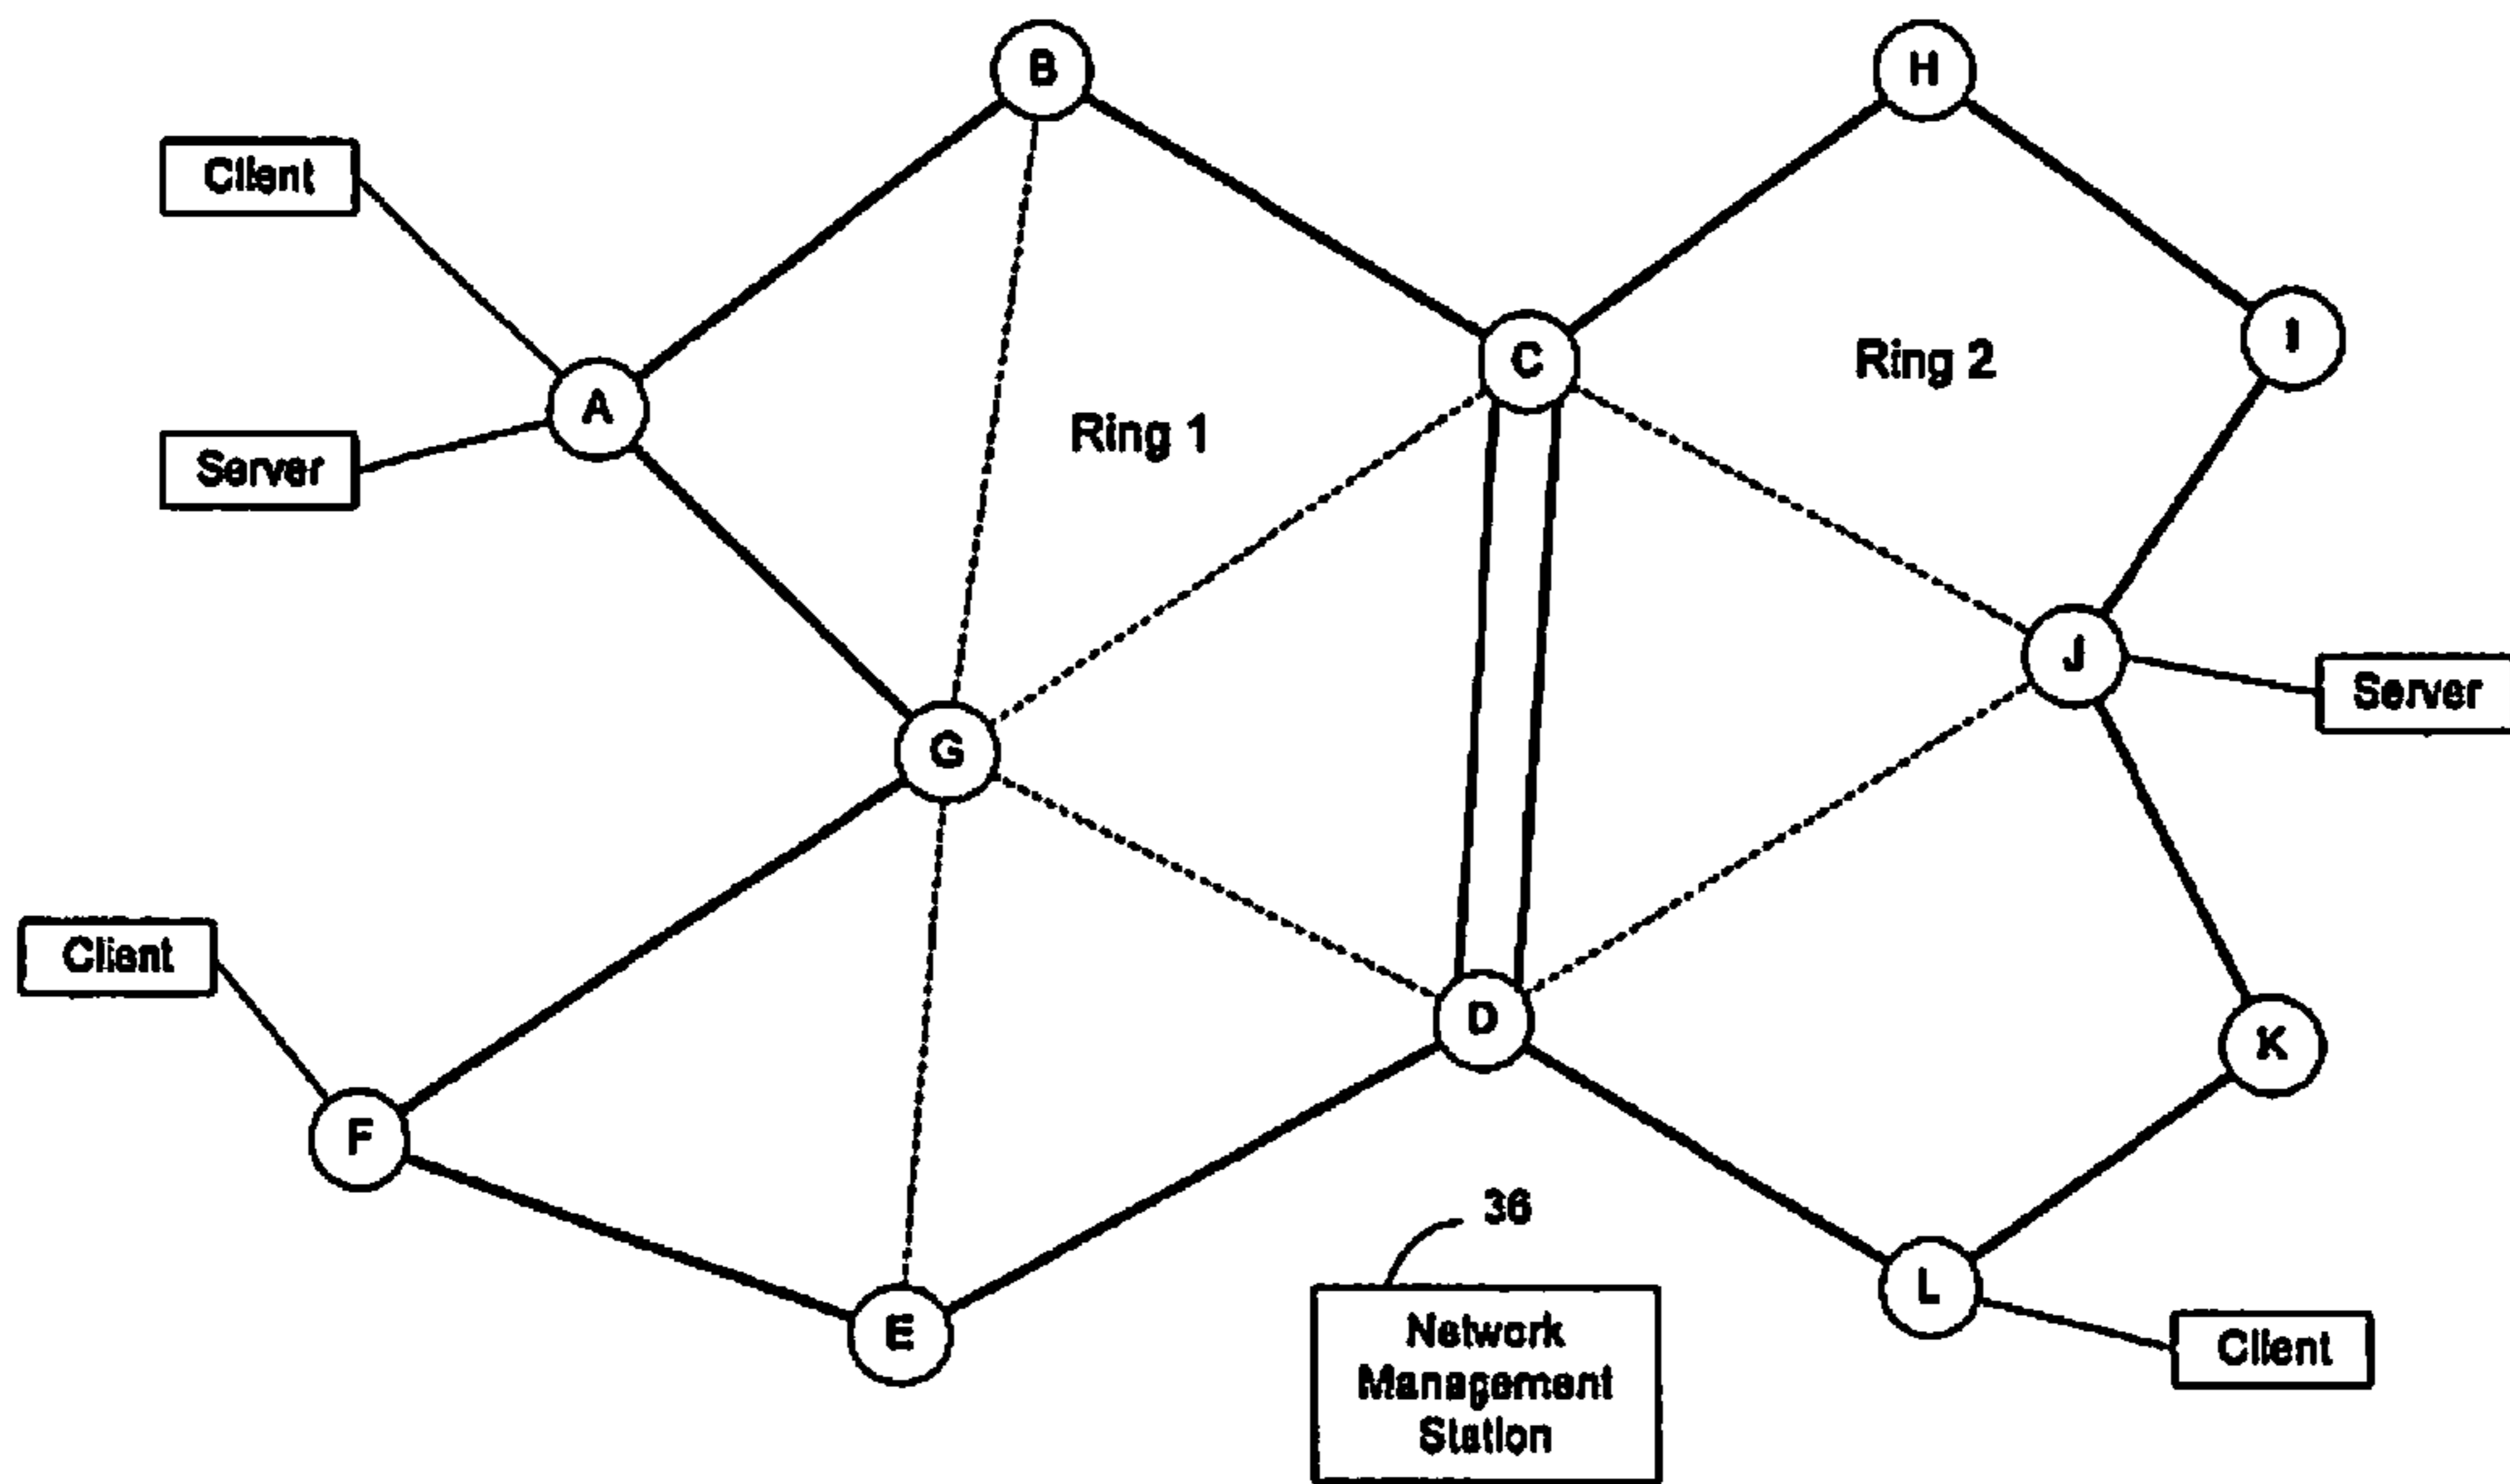 B
H
Client
A
Server
Ring 1
C
Ring 2
I
G
J
Server
Client
F
D
K
E
36
Network
Management
Station
L
Client